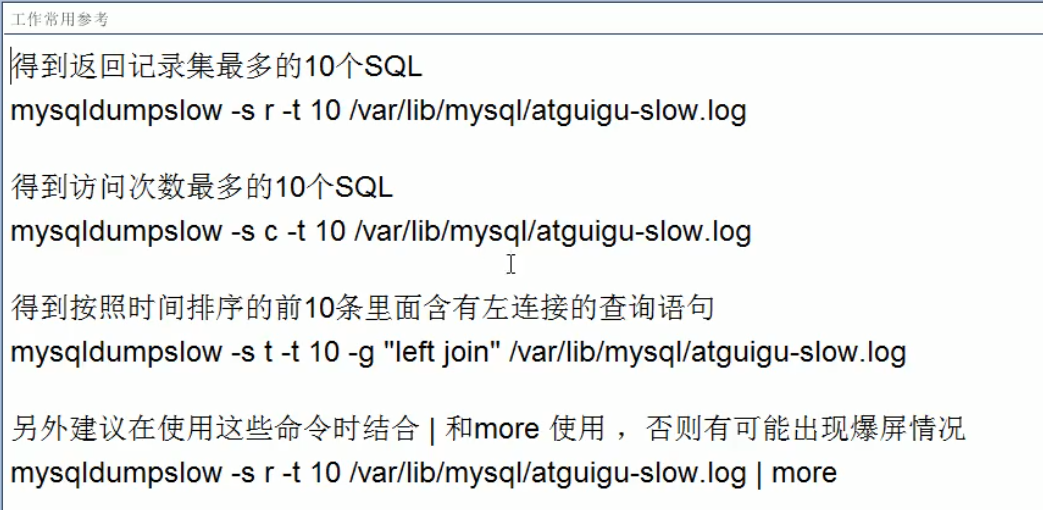 工作常用参考
得到返回记录集最多的10个SQL
mysqldumpslow -s r -t 10 /var/lib/mysql/atguigu-slow.log
得到访问次数最多的10个SQL
mysqldumpslow -s c -t 10 /var/lib/mysql/atguigu-slow.log
得到按照时间排序的前10条里面含有左连接的查询语句
mysqldumpslow -s t -t 10 -g "left join" /var/lib/mysql/atguigu-slow.log
另外建议在使用这些命令时结合 | 和more 使用 ，否则有可能出现爆屏情况
mysqldumpslow -s r -t 10 /var/lib/mysql/atguigu-slow.log | more